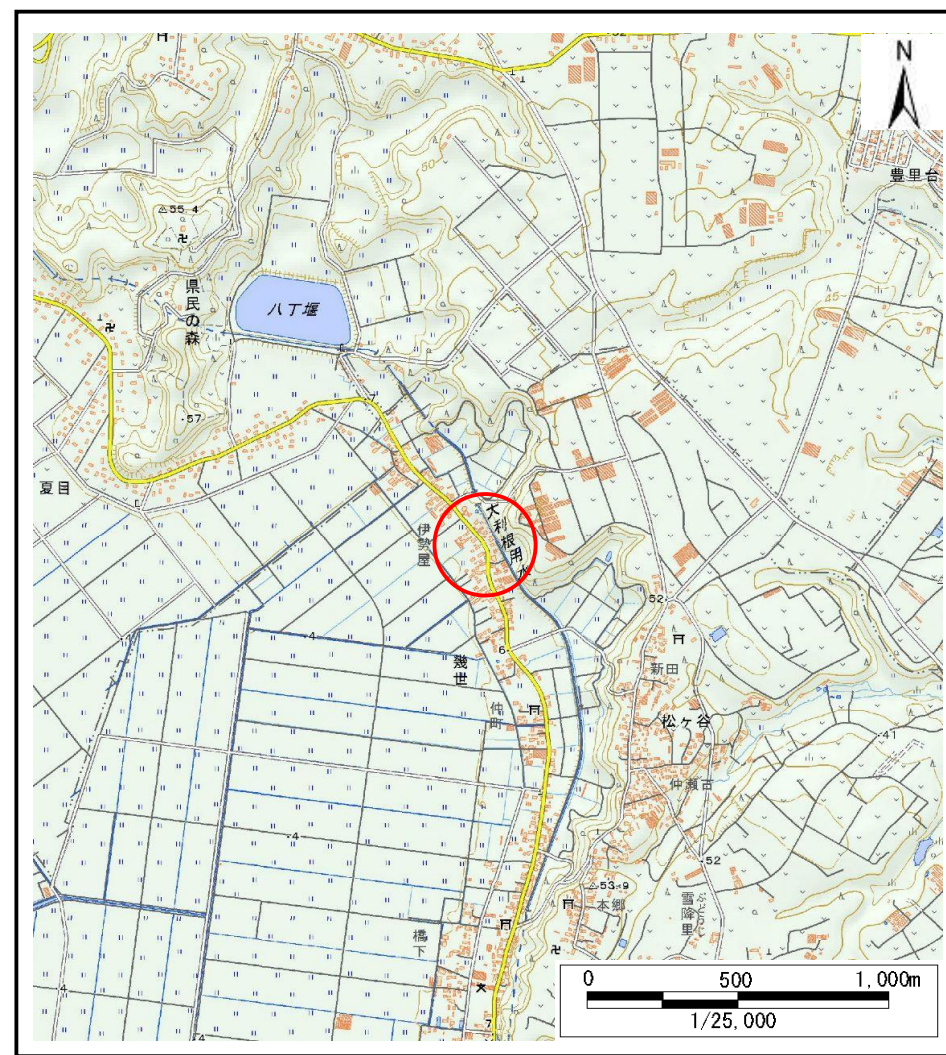 52
N
豊里台
55.4
50
県民の森
八丁堰
45
57
7
夏目
伊勢屋
大利根用水
52
4
6
新田
幾世
仲町
松ヶ谷
41
仲瀬古
4
52
53.9
本郷
雪降里
橋下
4
7
0 500 1,000m
1/25,000